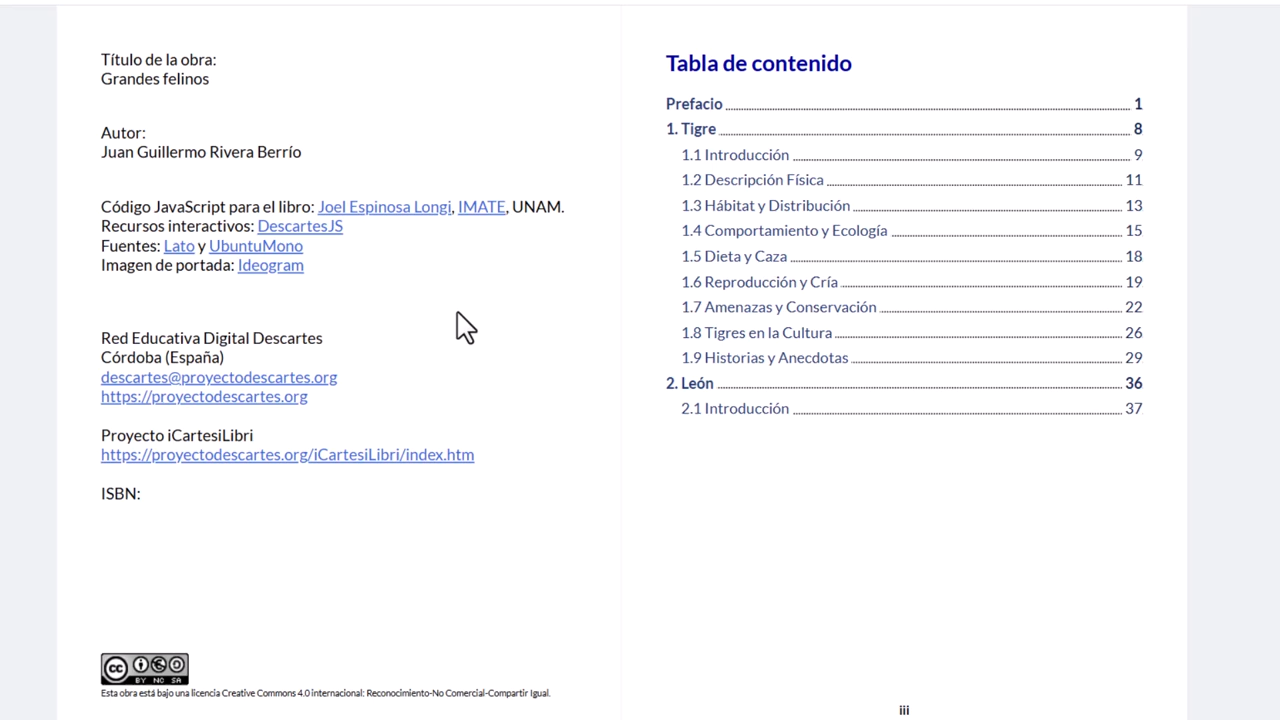 Título de la obra:
Grandes felinos
Autor:
Juan Guillermo Rivera Berrío
Código JavaScript para el libro: Joel Espinosa Longi, IMATE, UNAM.
Recursos interactivos: DescartesJS
Fuentes: Lato y UbuntuMono
Imagen de portada: Ideogram
Red Educativa Digital Descartes
Córdoba (España)
descartes@proyectodescartes.org
https://proyectodescartes.org
Proyecto iCartesiLibri
https://proyectodescartes.org/iCartesiLibri/index.htm
ISBN:
cc
BY NC SA
Esta obra está bajo una licencia Creative Commons 4.0 internacional: Reconocimiento-No Comercial-Compartir Igual.
Tabla de contenido
Prefacio 1
1. Tigre 8
1.1 Introducción 9
1.2 Descripción Física 11
1.3 Hábitat y Distribución 13
1.4 Comportamiento y Ecología 15
1.5 Dieta y Caza 18
1.6 Reproducción y Cría 19
1.7 Amenazas y Conservación 22
1.8 Tigres en la Cultura 26
1.9 Historias y Anecdotas 29
2. León 36
2.1 Introducción 37
iii